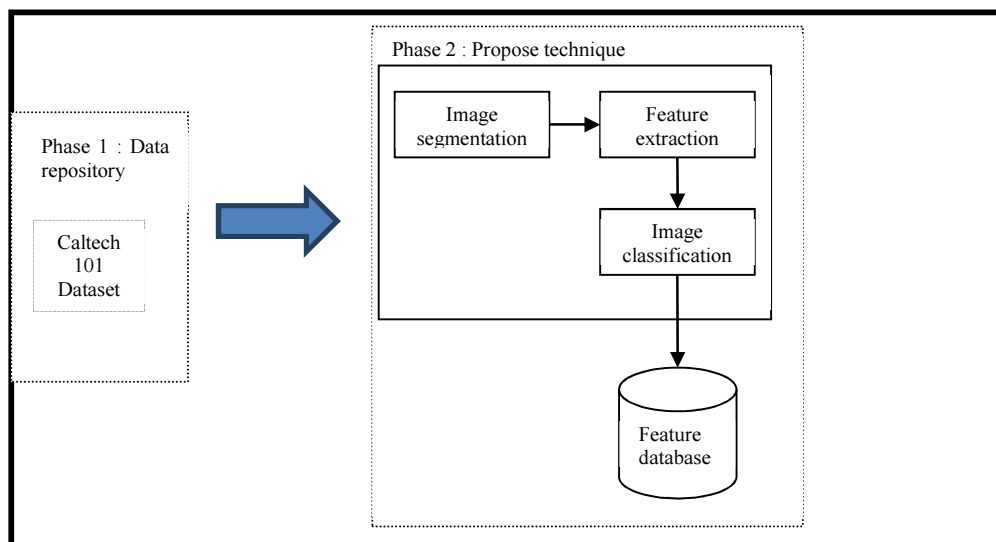 Phase 1 : Data
repository
Caltech
101
Dataset
Phase 2 : Propose technique
Image
segmentation
Feature
extraction
Image
classification
Feature
database